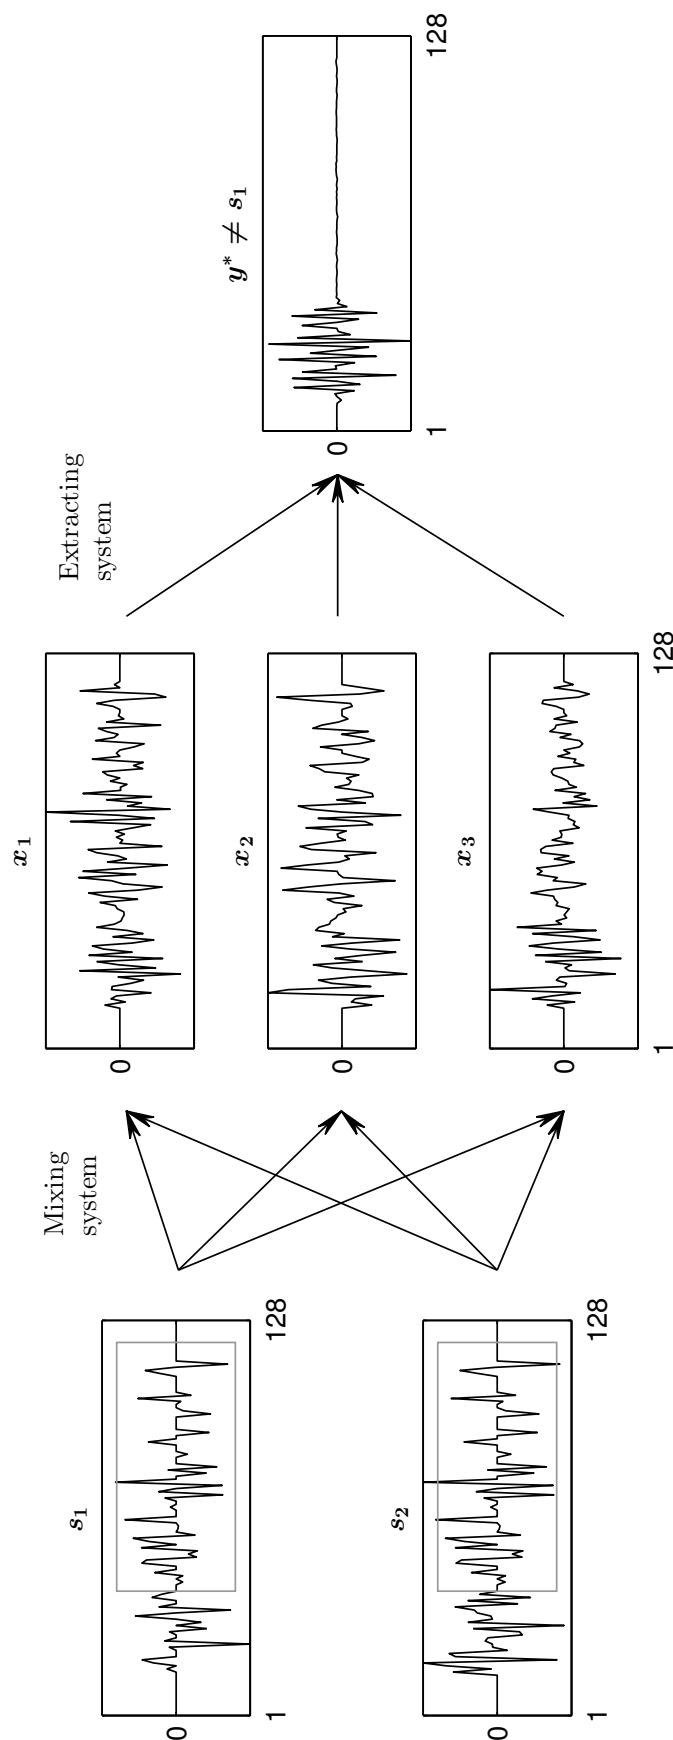 Mixing
system
Extracting
system
s₁
0
1
128
s₂
0
1
128
x₁
0
x₂
0
x₃
0
1
128
y* ≠ s₁
0
1
128